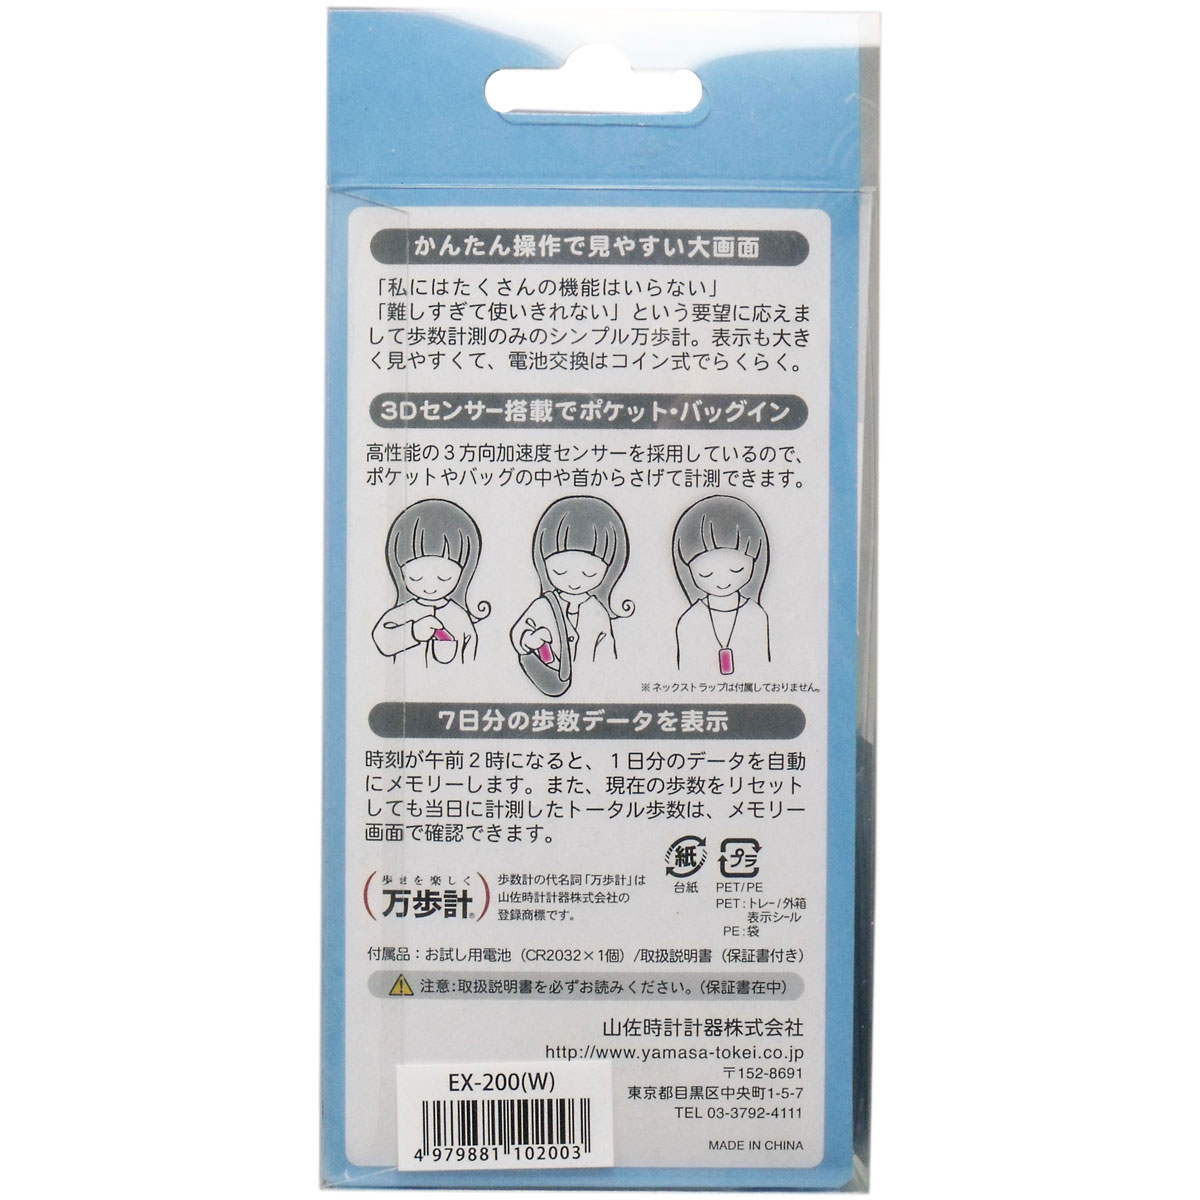 かんたん操作で見やすい大画面
「私にはたくさんの機能はいらない」
「難しすぎて使いきれない」という要望に応えま
して歩数計測のみのシンプル万歩計。表示も大き
く見やすくて、電池交換はコイン式でらくらく。
3Dセンサー搭載でポケット・バッグイン
高性能の3方向加速度センサーを採用しているので、
ポケットやバッグの中や首からさげて計測できます。
※ネックストラップは付属しておりません。
7日分の歩数データを表示
時刻が午前2時になると、1日分のデータを自動
にメモリーします。また、現在の歩数をリセット
しても当日に計測したトータル歩数は、メモリー
画面で確認できます。
紙
台紙
プラ
PET/PE
PET:トレー/外箱
表示シール
PE:袋
歩きを楽しく
万歩計®
歩数計の代名詞「万歩計」は
山佐時計計器株式会社の
登録商標です。
付属品：お試し用電池（CR2032×1個）/取扱説明書（保証書付き）
注意:取扱説明書を必ずお読みください。（保証書在中）
山佐時計計器株式会社
http://www.yamasa-tokei.co.jp
〒152-8691
東京都目黒区中央町1-5-7
TEL 03-3792-4111
MADE IN CHINA
EX-200(W)
4 979881 102003